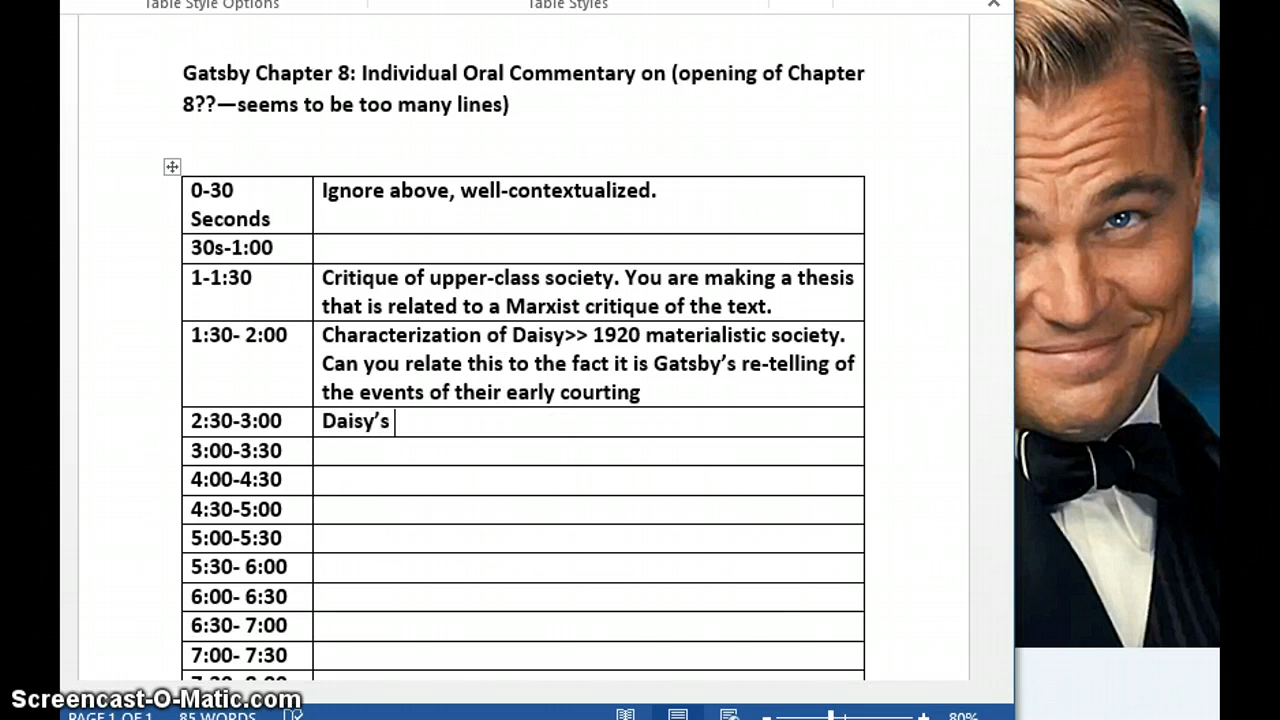 Table Style Options Table Styles
Gatsby Chapter 8: Individual Oral Commentary on (opening of Chapter
8??—seems to be too many lines)
0-30 Ignore above, well-contextualized.
Seconds
30s-1:00
1-1:30 Critique of upper-class society. You are making a thesis
that is related to a Marxist critique of the text.
1:30- 2:00 Characterization of Daisy>> 1920 materialistic society.
Can you relate this to the fact it is Gatsby’s re-telling of
the events of their early courting
2:30-3:00 Daisy’s
3:00-3:30
4:00-4:30
4:30-5:00
5:00-5:30
5:30- 6:00
6:00- 6:30
6:30- 7:00
7:00- 7:30
Screencast-O-Matic.com
PAGE 1 OF 1 85 WORDS 80%